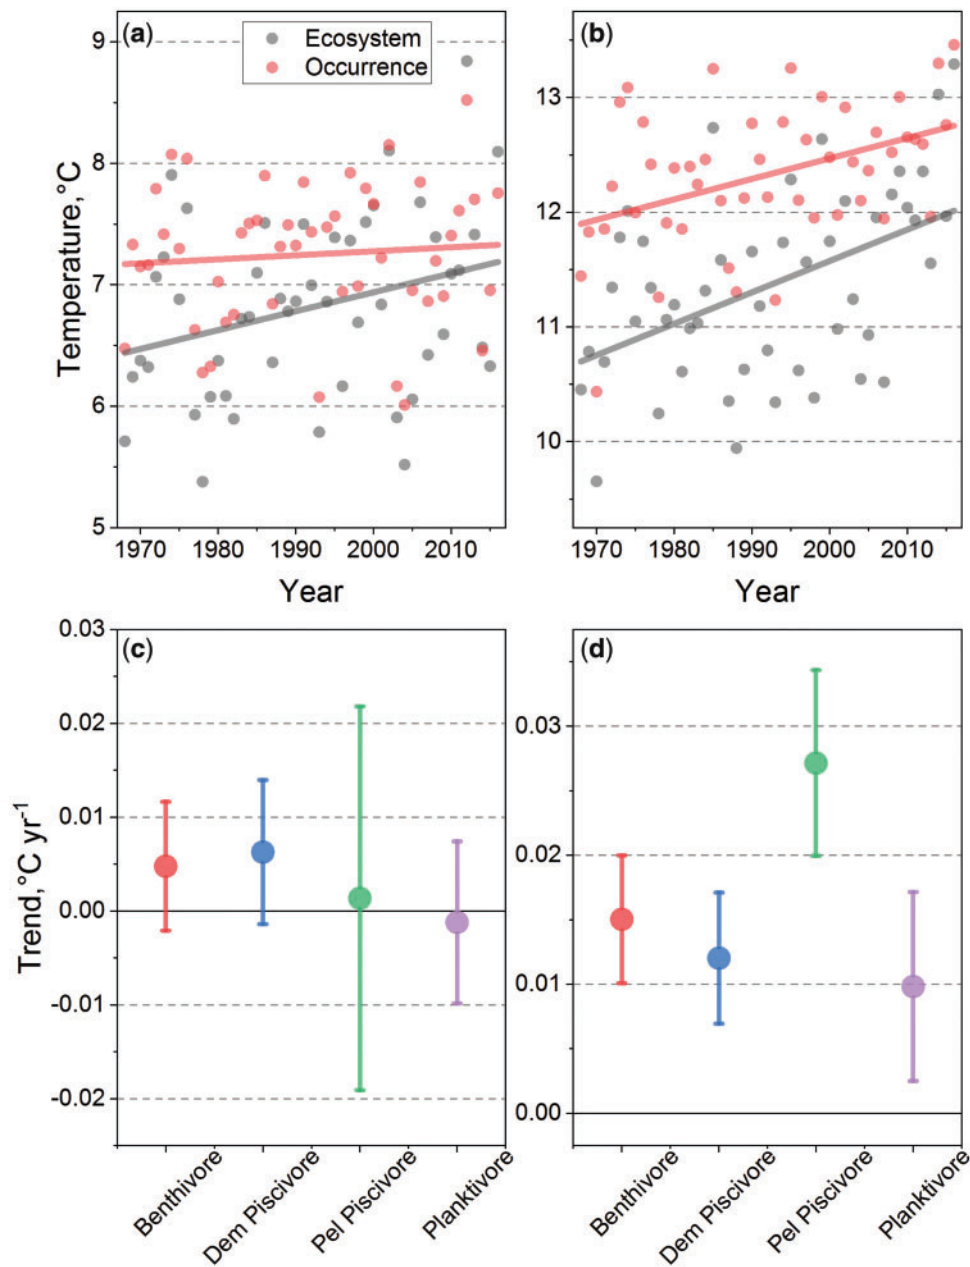 (a)
Ecosystem
Occurrence
9
8
7
6
5
Temperature, °C
1970 1980 1990 2000 2010
Year
(b)
13
12
11
10
1970 1980 1990 2000 2010
Year
(c)
0.03
0.02
0.01
0.00
-0.01
-0.02
Trend, °C yr⁻¹
Benthivore
Dem Piscivore
Pel Piscivore
Planktivore
(d)
0.03
0.02
0.01
0.00
Benthivore
Dem Piscivore
Pel Piscivore
Planktivore